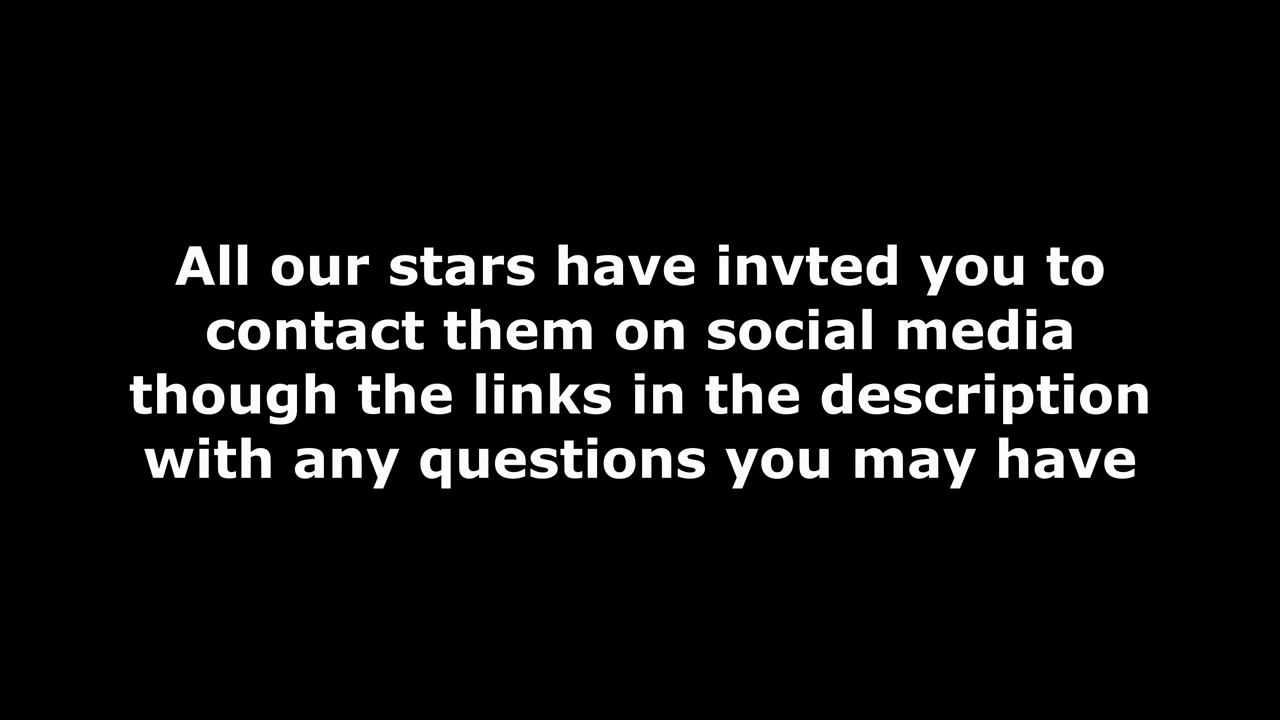 All our stars have invted you to
contact them on social media
though the links in the description
with any questions you may have